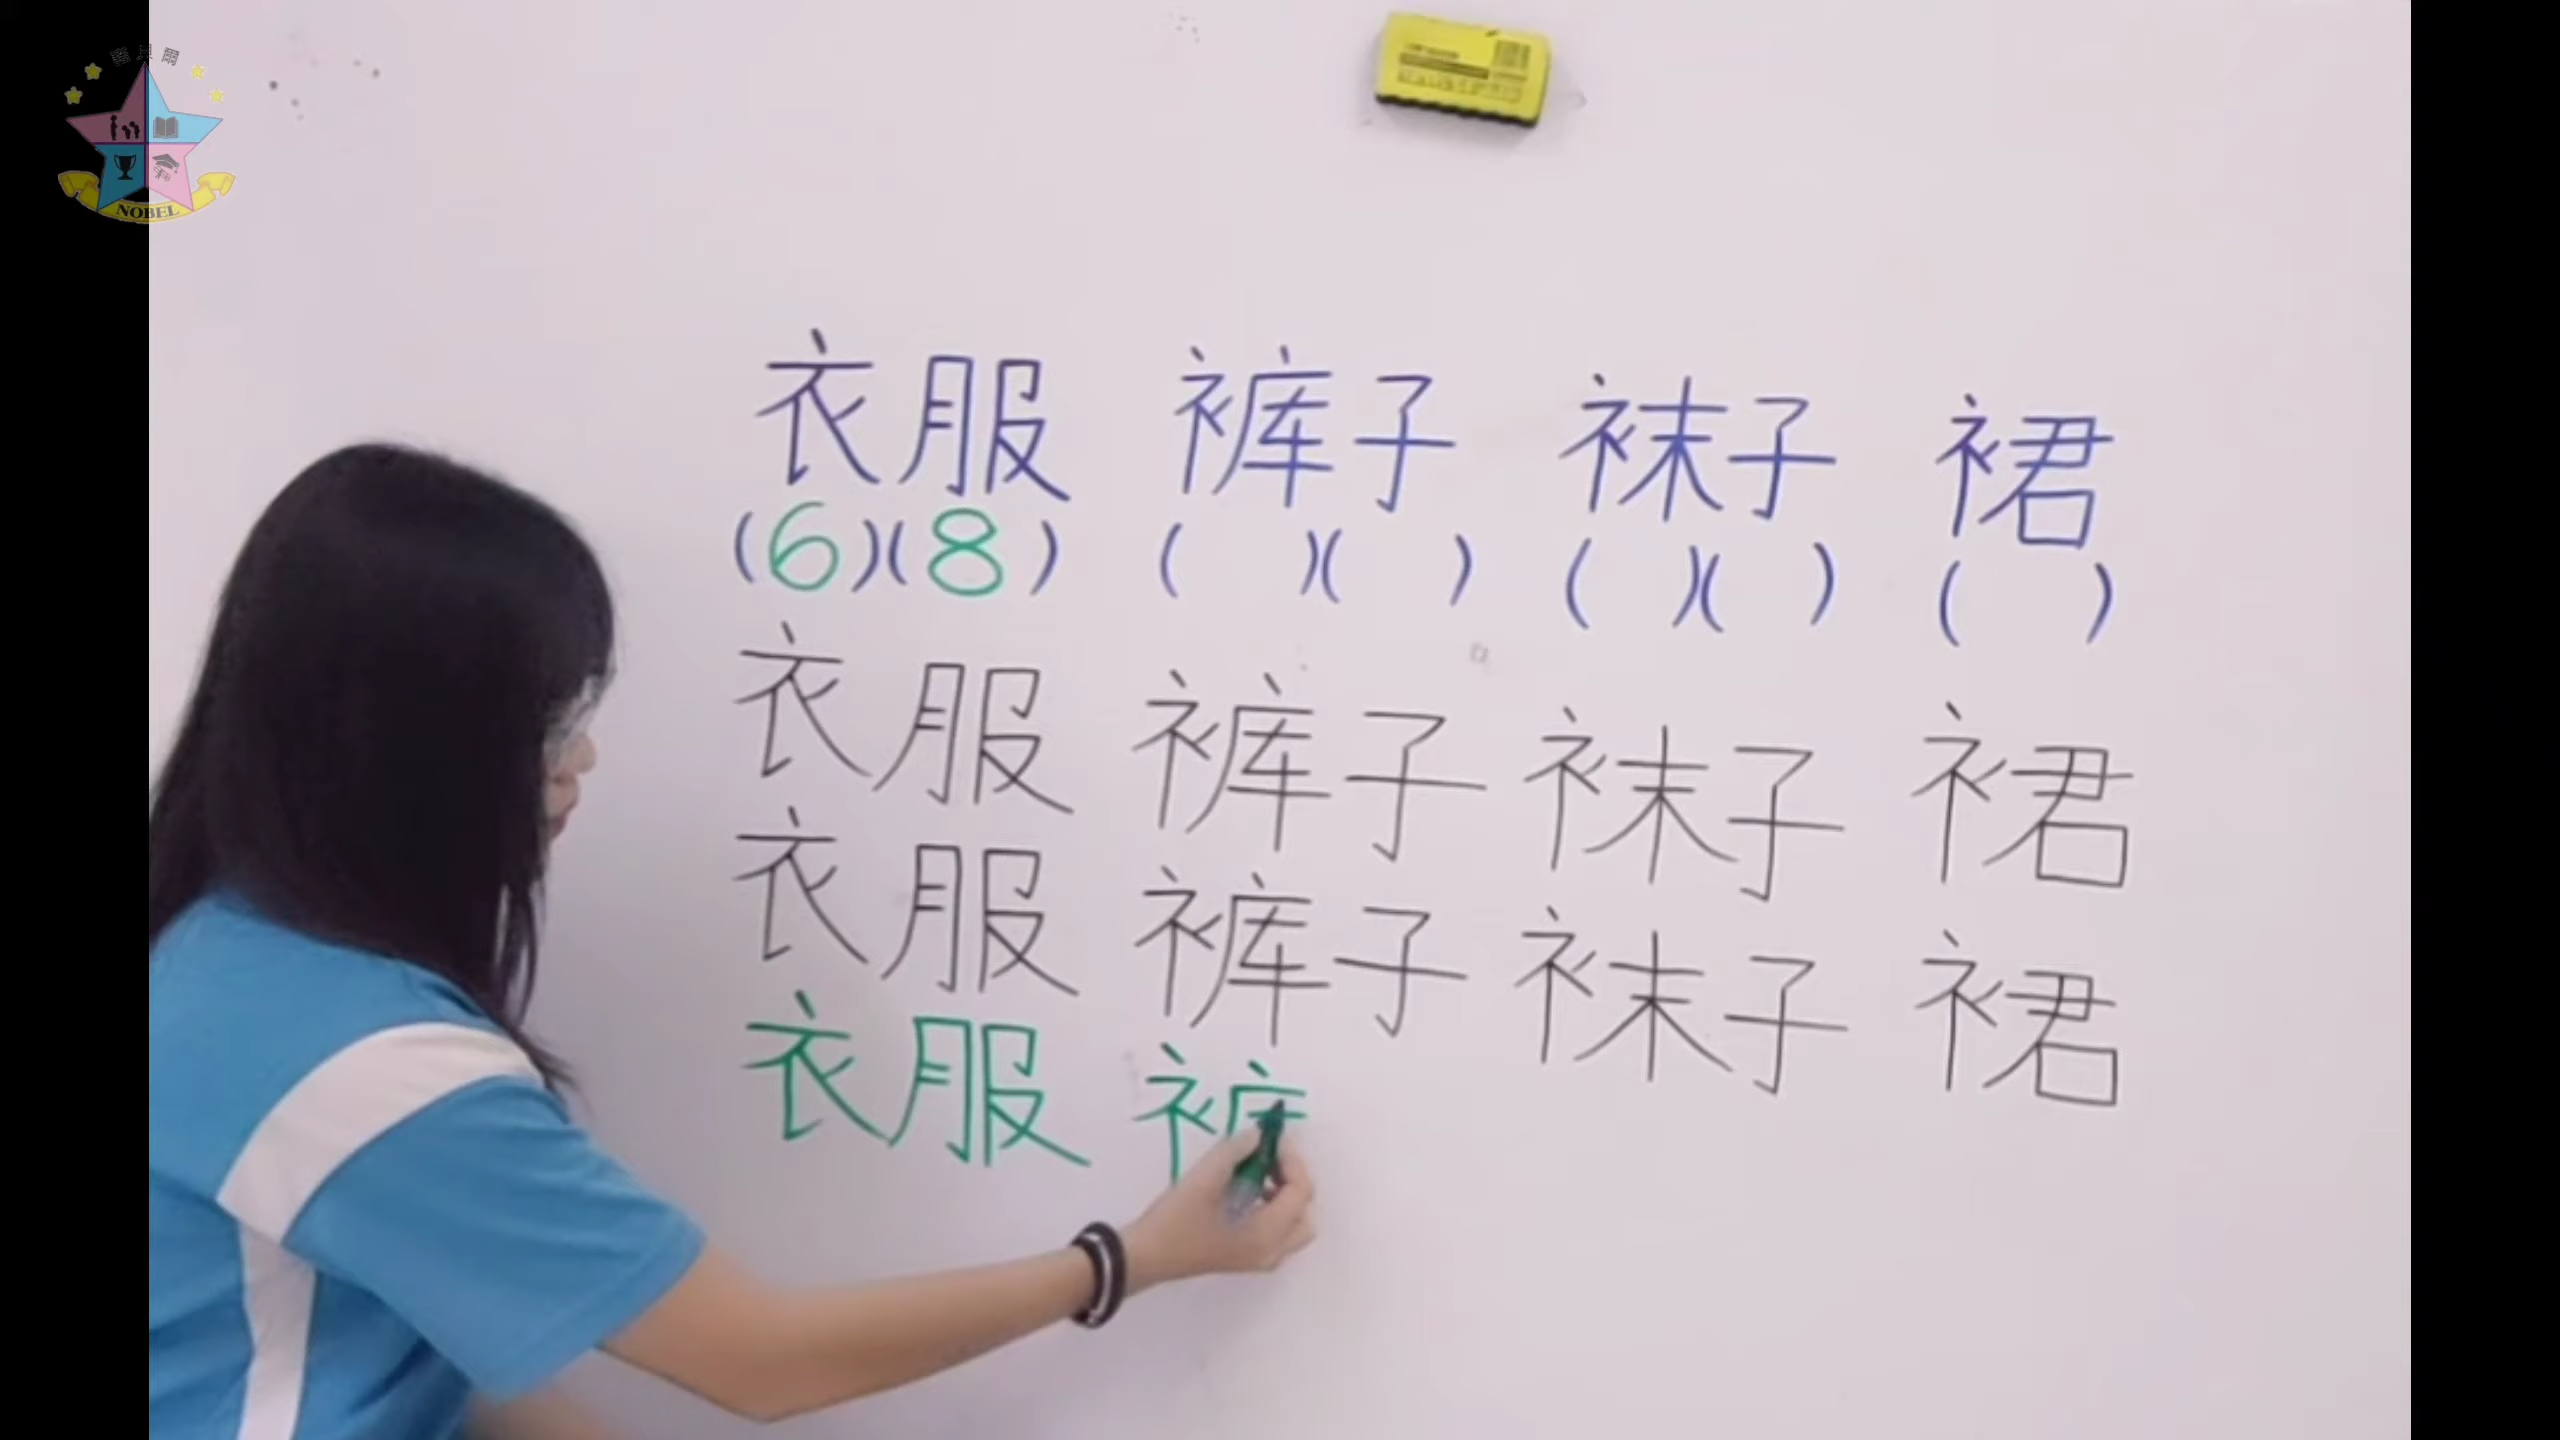 NOBEL
衣服 裤子 袜子 裙
(6)(8) ( )( ) ( )( ) ( )
衣服 裤子 袜子 裙
衣服 裤子 袜子 裙
衣服